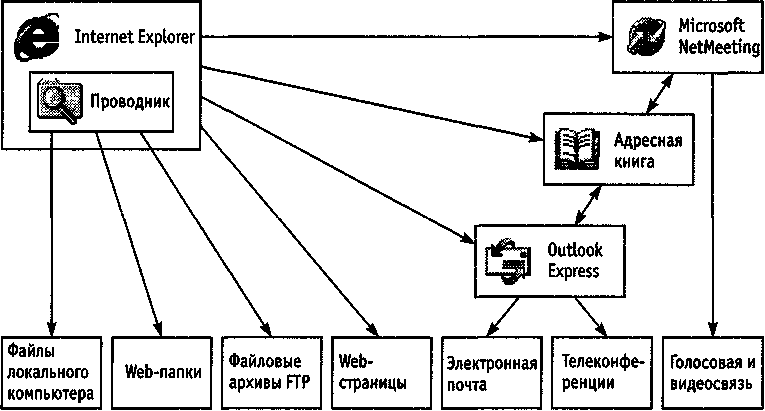 Internet Explorer
Проводник
Microsoft
NetMeeting
Адресная
книга
Outlook
Express
Файлы
локального
компьютера
Web-папки
Файловые
архивы FTP
Web-
страницы
Электронная
почта
Телеконфе-
ренции
Голосовая и
видеосвязь